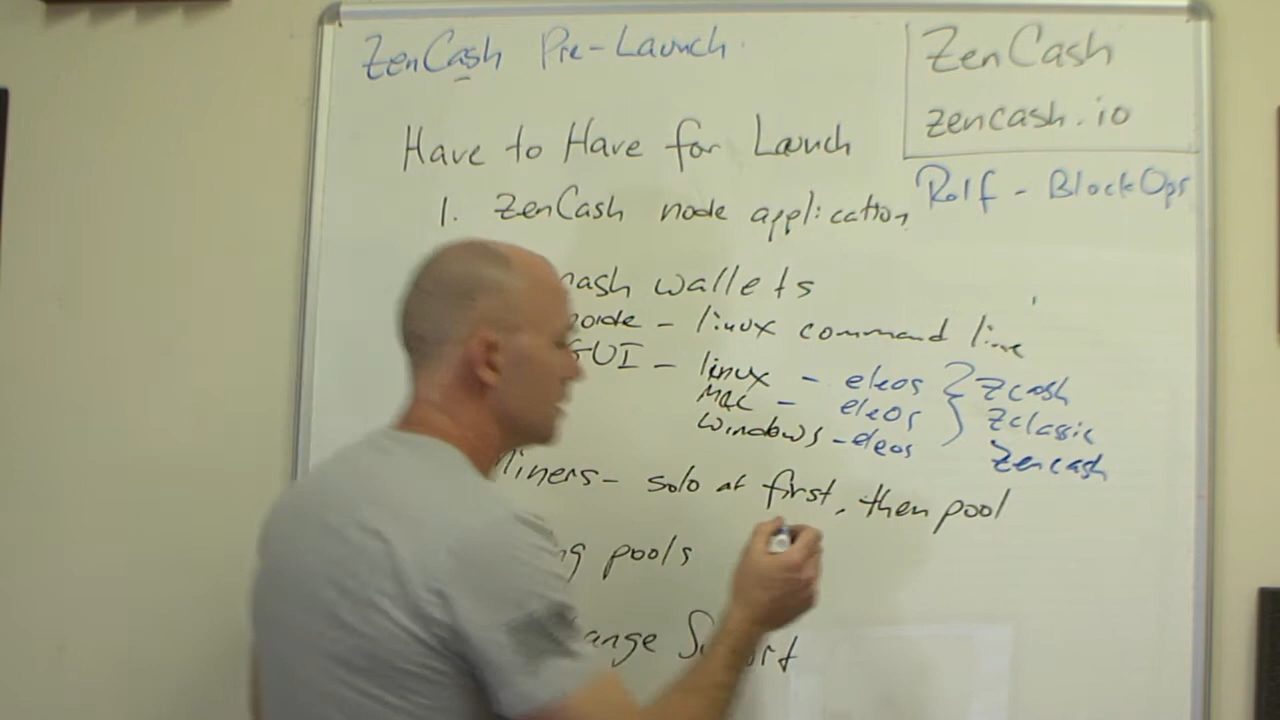 ZenCash Pre-Launch
ZenCash
zencash.io
Have to Have for Launch
Rolf - BlockOps
1. ZenCash node application
wallets
- linux command line
GUI - linux - eleos } zcash
Mac - eleos } zclassic
Windows - eleos zencash
- solo at first, then pool
pools